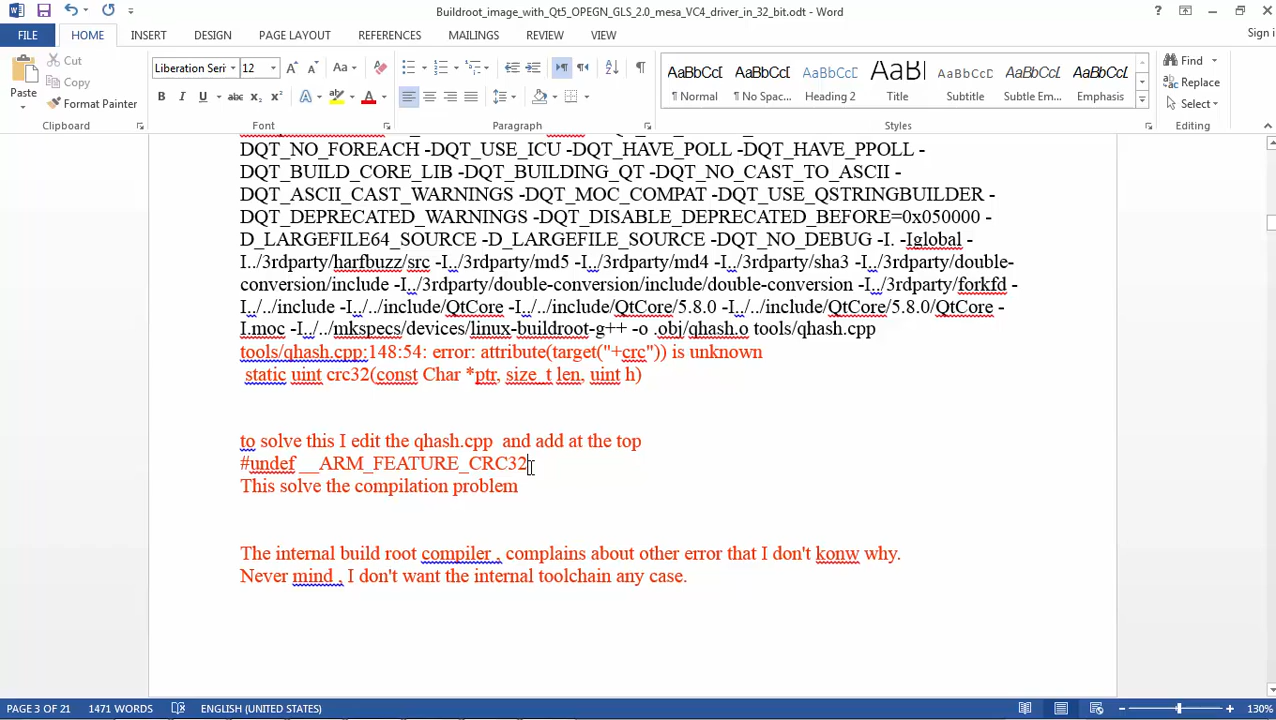 Buildroot_image_with_Qt5_OPEGN_GLS_2.0_mesa_VC4_driver_in_32_bit.odt - Word
Sign i
FILE HOME INSERT DESIGN PAGE LAYOUT REFERENCES MAILINGS REVIEW VIEW
Paste
Cut
Copy
Format Painter
Clipboard
Liberation Seri 12
Font
Paragraph
AaBbCcI AaBbCcI AaBbCcI AaBl AaBbCcD AaBbCcI AaBbCcI
¶ Normal ¶ No Spac... Heading 2 Title Subtitle Subtle Em... Emphasis
Styles
Find
Replace
Select
Editing
DQT_NO_FOREACH -DQT_USE_ICU -DQT_HAVE_POLL -DQT_HAVE_PPOLL -
DQT_BUILD_CORE_LIB -DQT_BUILDING_QT -DQT_NO_CAST_TO_ASCII -
DQT_ASCII_CAST_WARNINGS -DQT_MOC_COMPAT -DQT_USE_QSTRINGBUILDER -
DQT_DEPRECATED_WARNINGS -DQT_DISABLE_DEPRECATED_BEFORE=0x050000 -
D_LARGEFILE64_SOURCE -D_LARGEFILE_SOURCE -DQT_NO_DEBUG -I. -Iglobal -
I../3rdparty/harfbuzz/src -I../3rdparty/md5 -I../3rdparty/md4 -I../3rdparty/sha3 -I../3rdparty/double-
conversion/include -I../3rdparty/double-conversion/include/double-conversion -I../3rdparty/forkfd -
I../../include -I../../include/QtCore -I../../include/QtCore/5.8.0 -I../../include/QtCore/5.8.0/QtCore -
I.moc -I../../mkspecs/devices/linux-buildroot-g++ -o .obj/qhash.o tools/qhash.cpp
tools/qhash.cpp:148:54: error: attribute(target("+crc")) is unknown
static uint crc32(const Char *ptr, size_t len, uint h)
to solve this I edit the qhash.cpp and add at the top
#undef __ARM_FEATURE_CRC32
This solve the compilation problem
The internal build root compiler , complains about other error that I don't konw why.
Never mind , I don't want the internal toolchain any case.
PAGE 3 OF 21 1471 WORDS ENGLISH (UNITED STATES) 130%